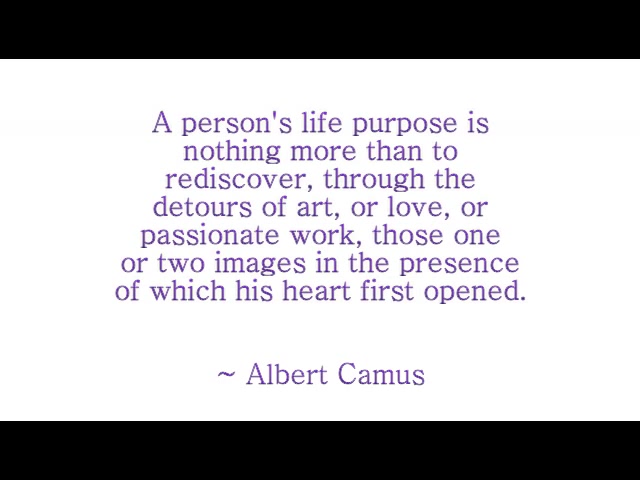 A person's life purpose is
nothing more than to
rediscover, through the
detours of art, or love, or
passionate work, those one
or two images in the presence
of which his heart first opened.
~ Albert Camus